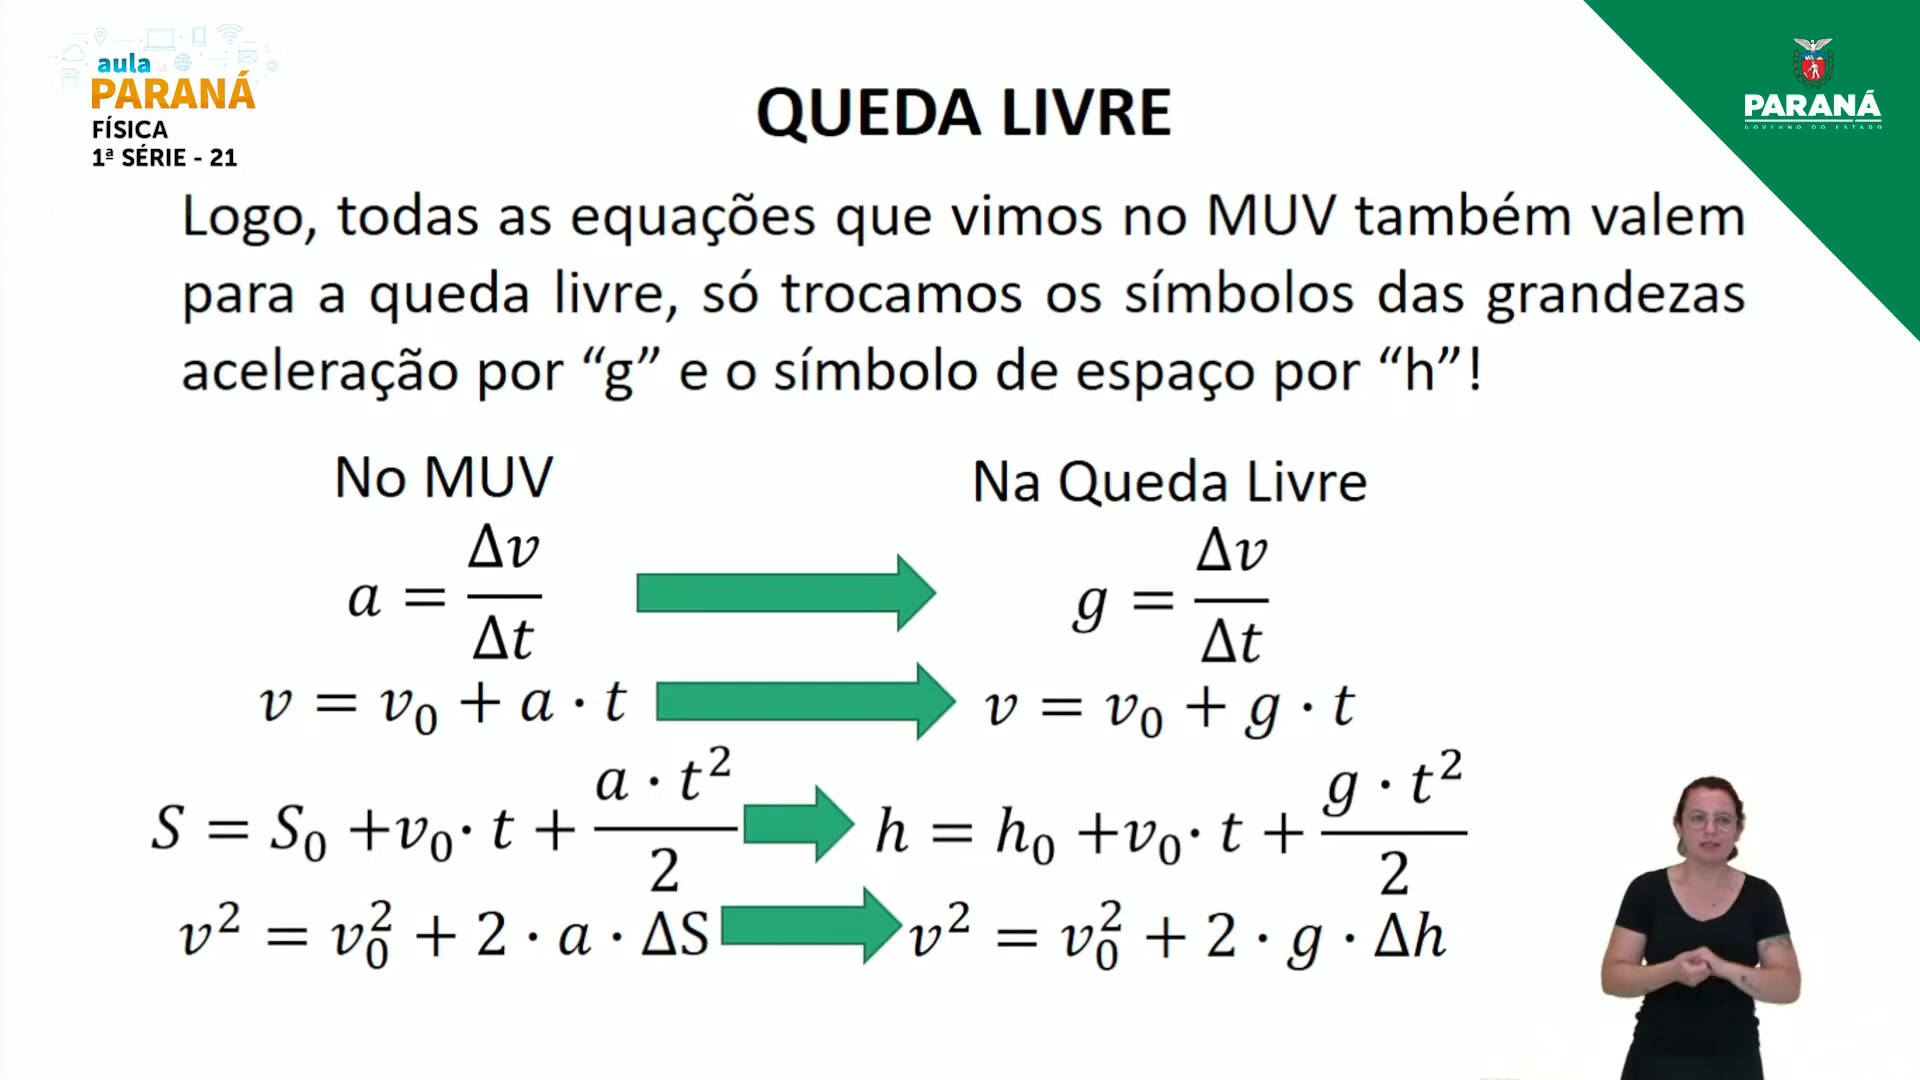 aula
PARANÁ
FÍSICA
1ª SÉRIE - 21
PARANÁ
GOVERNO DO ESTADO
QUEDA LIVRE
Logo, todas as equações que vimos no MUV também valem
para a queda livre, só trocamos os símbolos das grandezas
aceleração por “g” e o símbolo de espaço por “h”!
No MUV
a = Δv/Δt
v = v₀ + a · t
S = S₀ +v₀· t + a · t²/2
v² = v₀² + 2 · a · ΔS
Na Queda Livre
g = Δv/Δt
v = v₀ + g · t
h = h₀ +v₀· t + g · t²/2
v² = v₀² + 2 · g · Δh